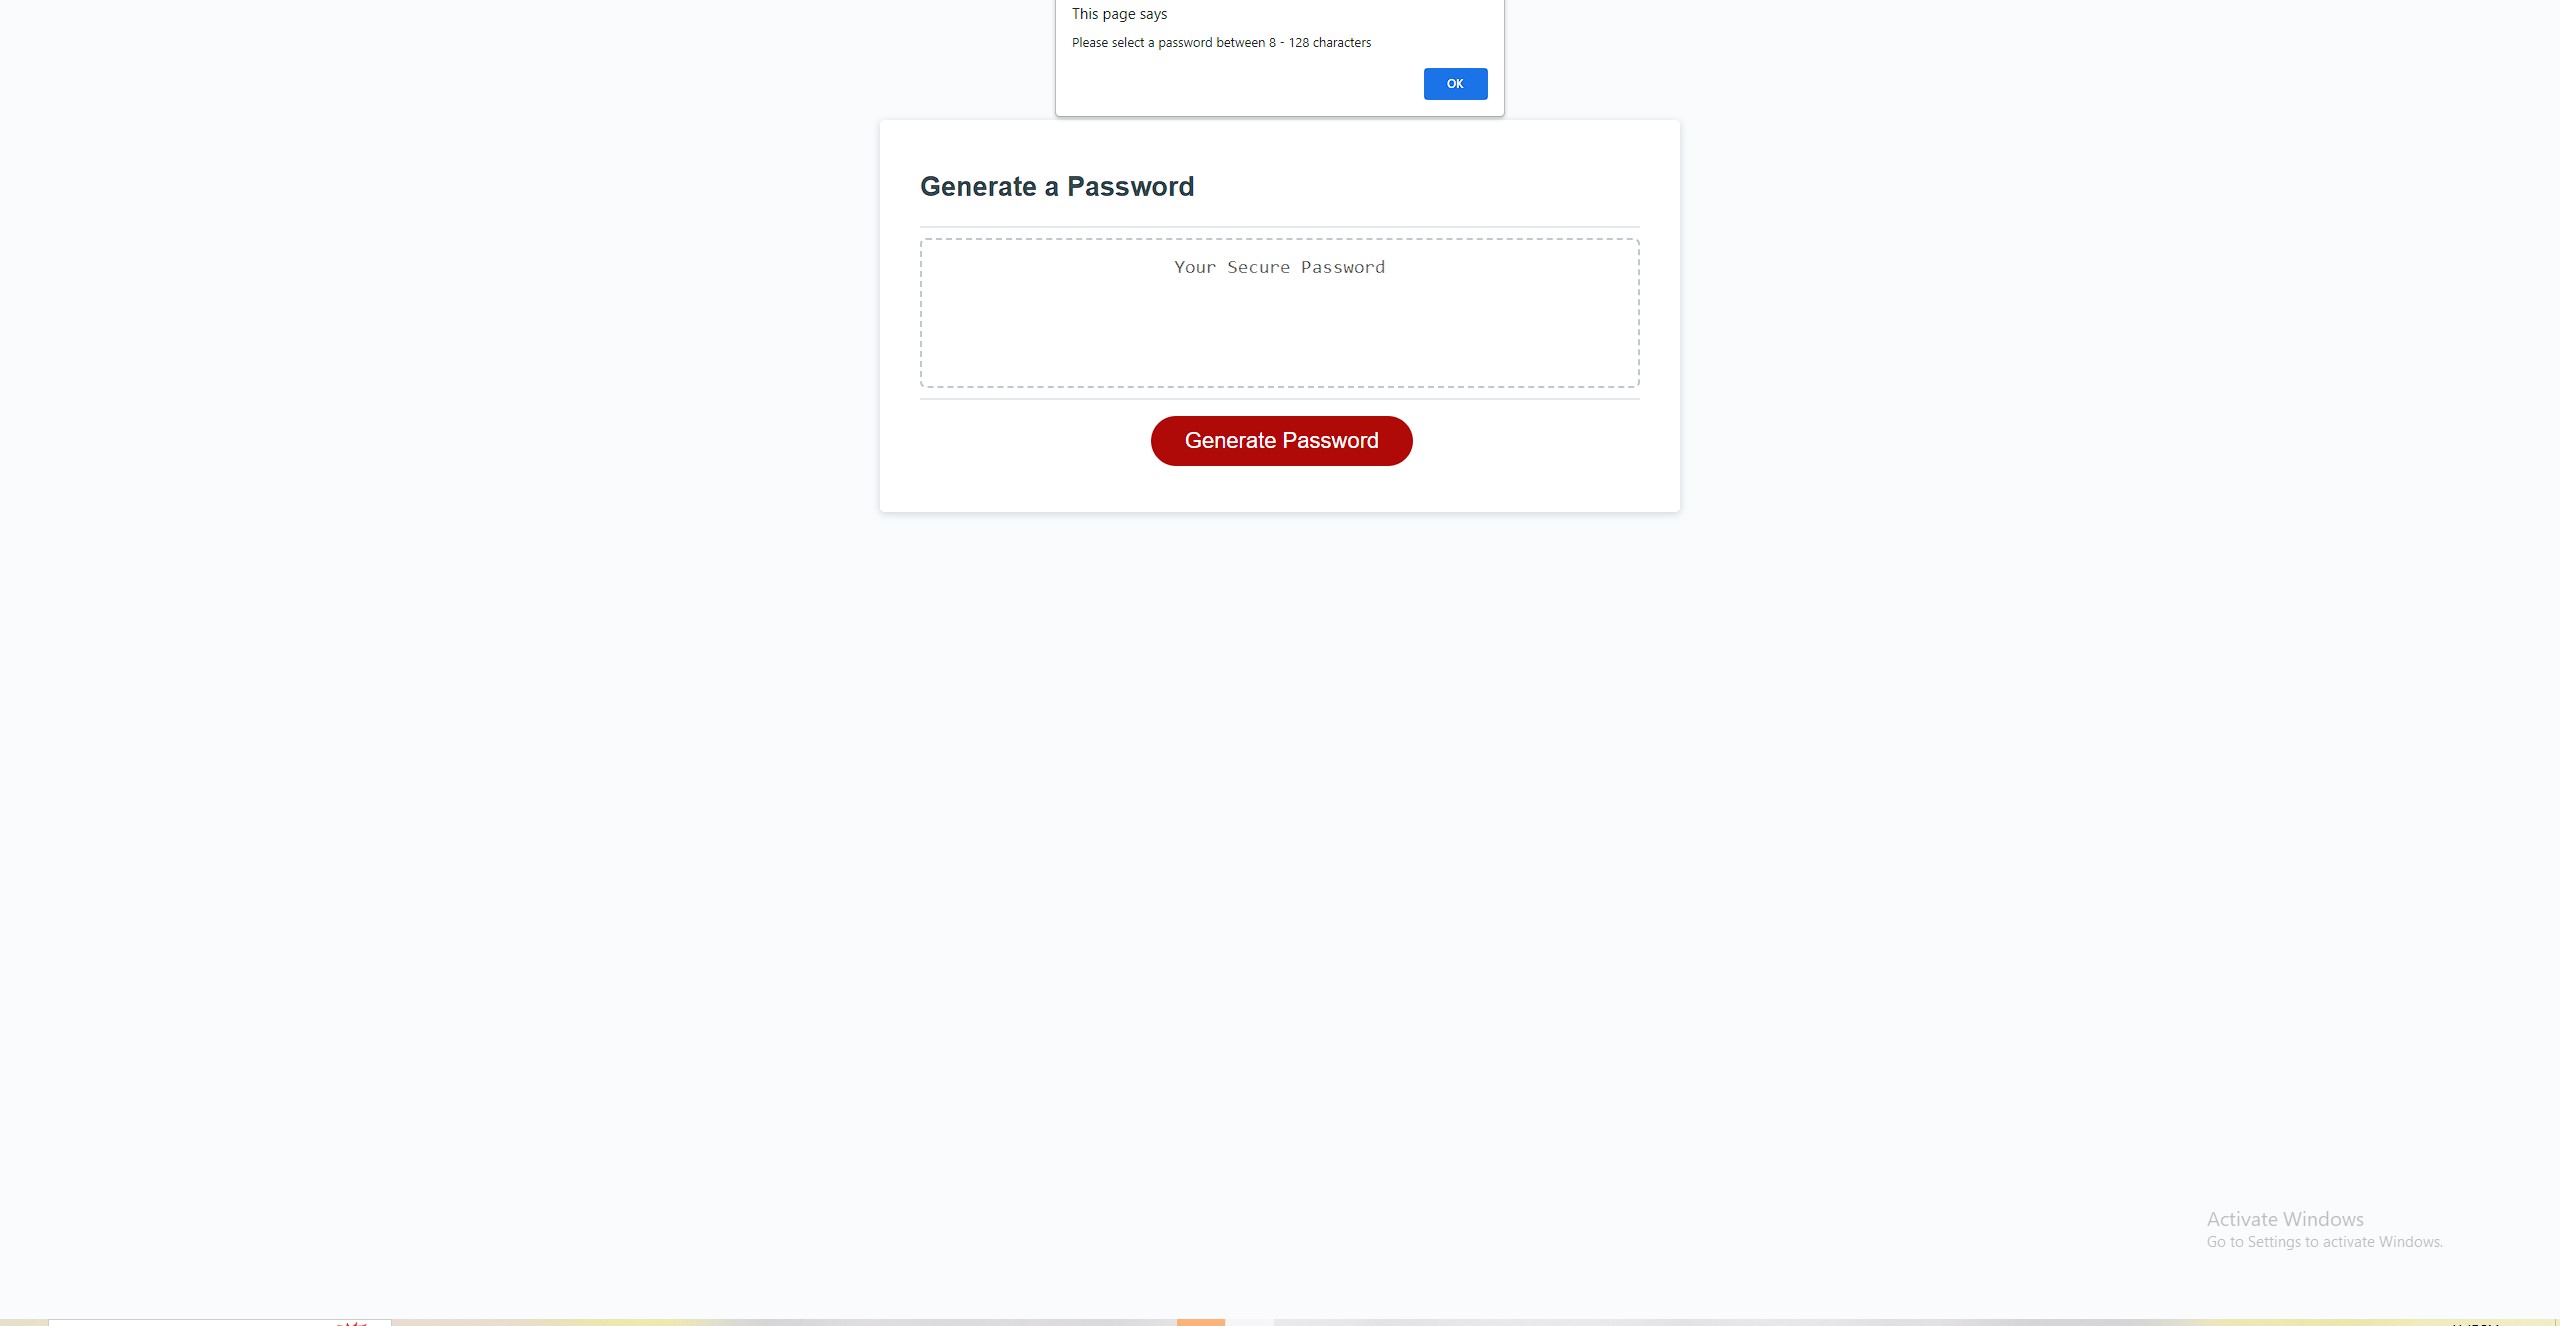 This page says
Please select a password between 8 - 128 characters
OK
Generate a Password
Your Secure Password
Generate Password
Activate Windows
Go to Settings to activate Windows.